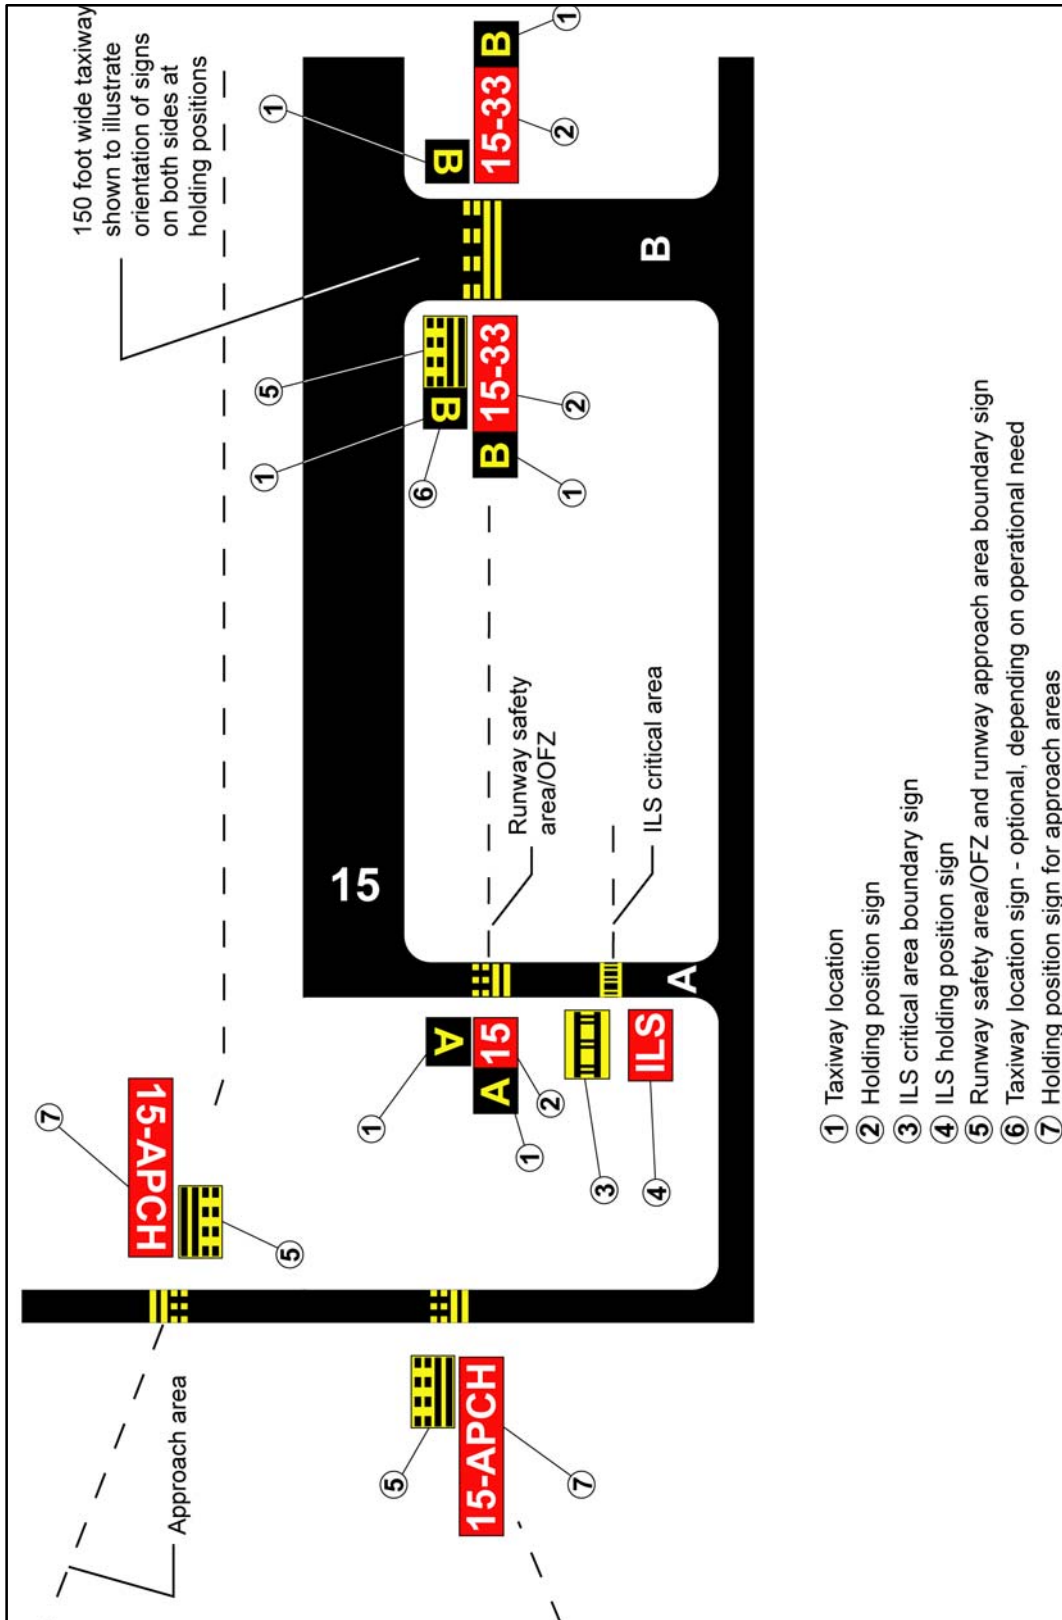 150 foot wide taxiway
shown to illustrate
orientation of signs
on both sides at
holding positions
Approach area
7
15-APCH
5
5
15-APCH
7
15
1
A
A 15
1
2
3
ILS
4
A
Runway safety
area/OFZ
ILS critical area
1
5
6
B
B 15-33
2
1
1
B
15-33 B
2
1
B
1 Taxiway location
2 Holding position sign
3 ILS critical area boundary sign
4 ILS holding position sign
5 Runway safety area/OFZ and runway approach area boundary sign
6 Taxiway location sign - optional, depending on operational need
7 Holding position sign for approach areas